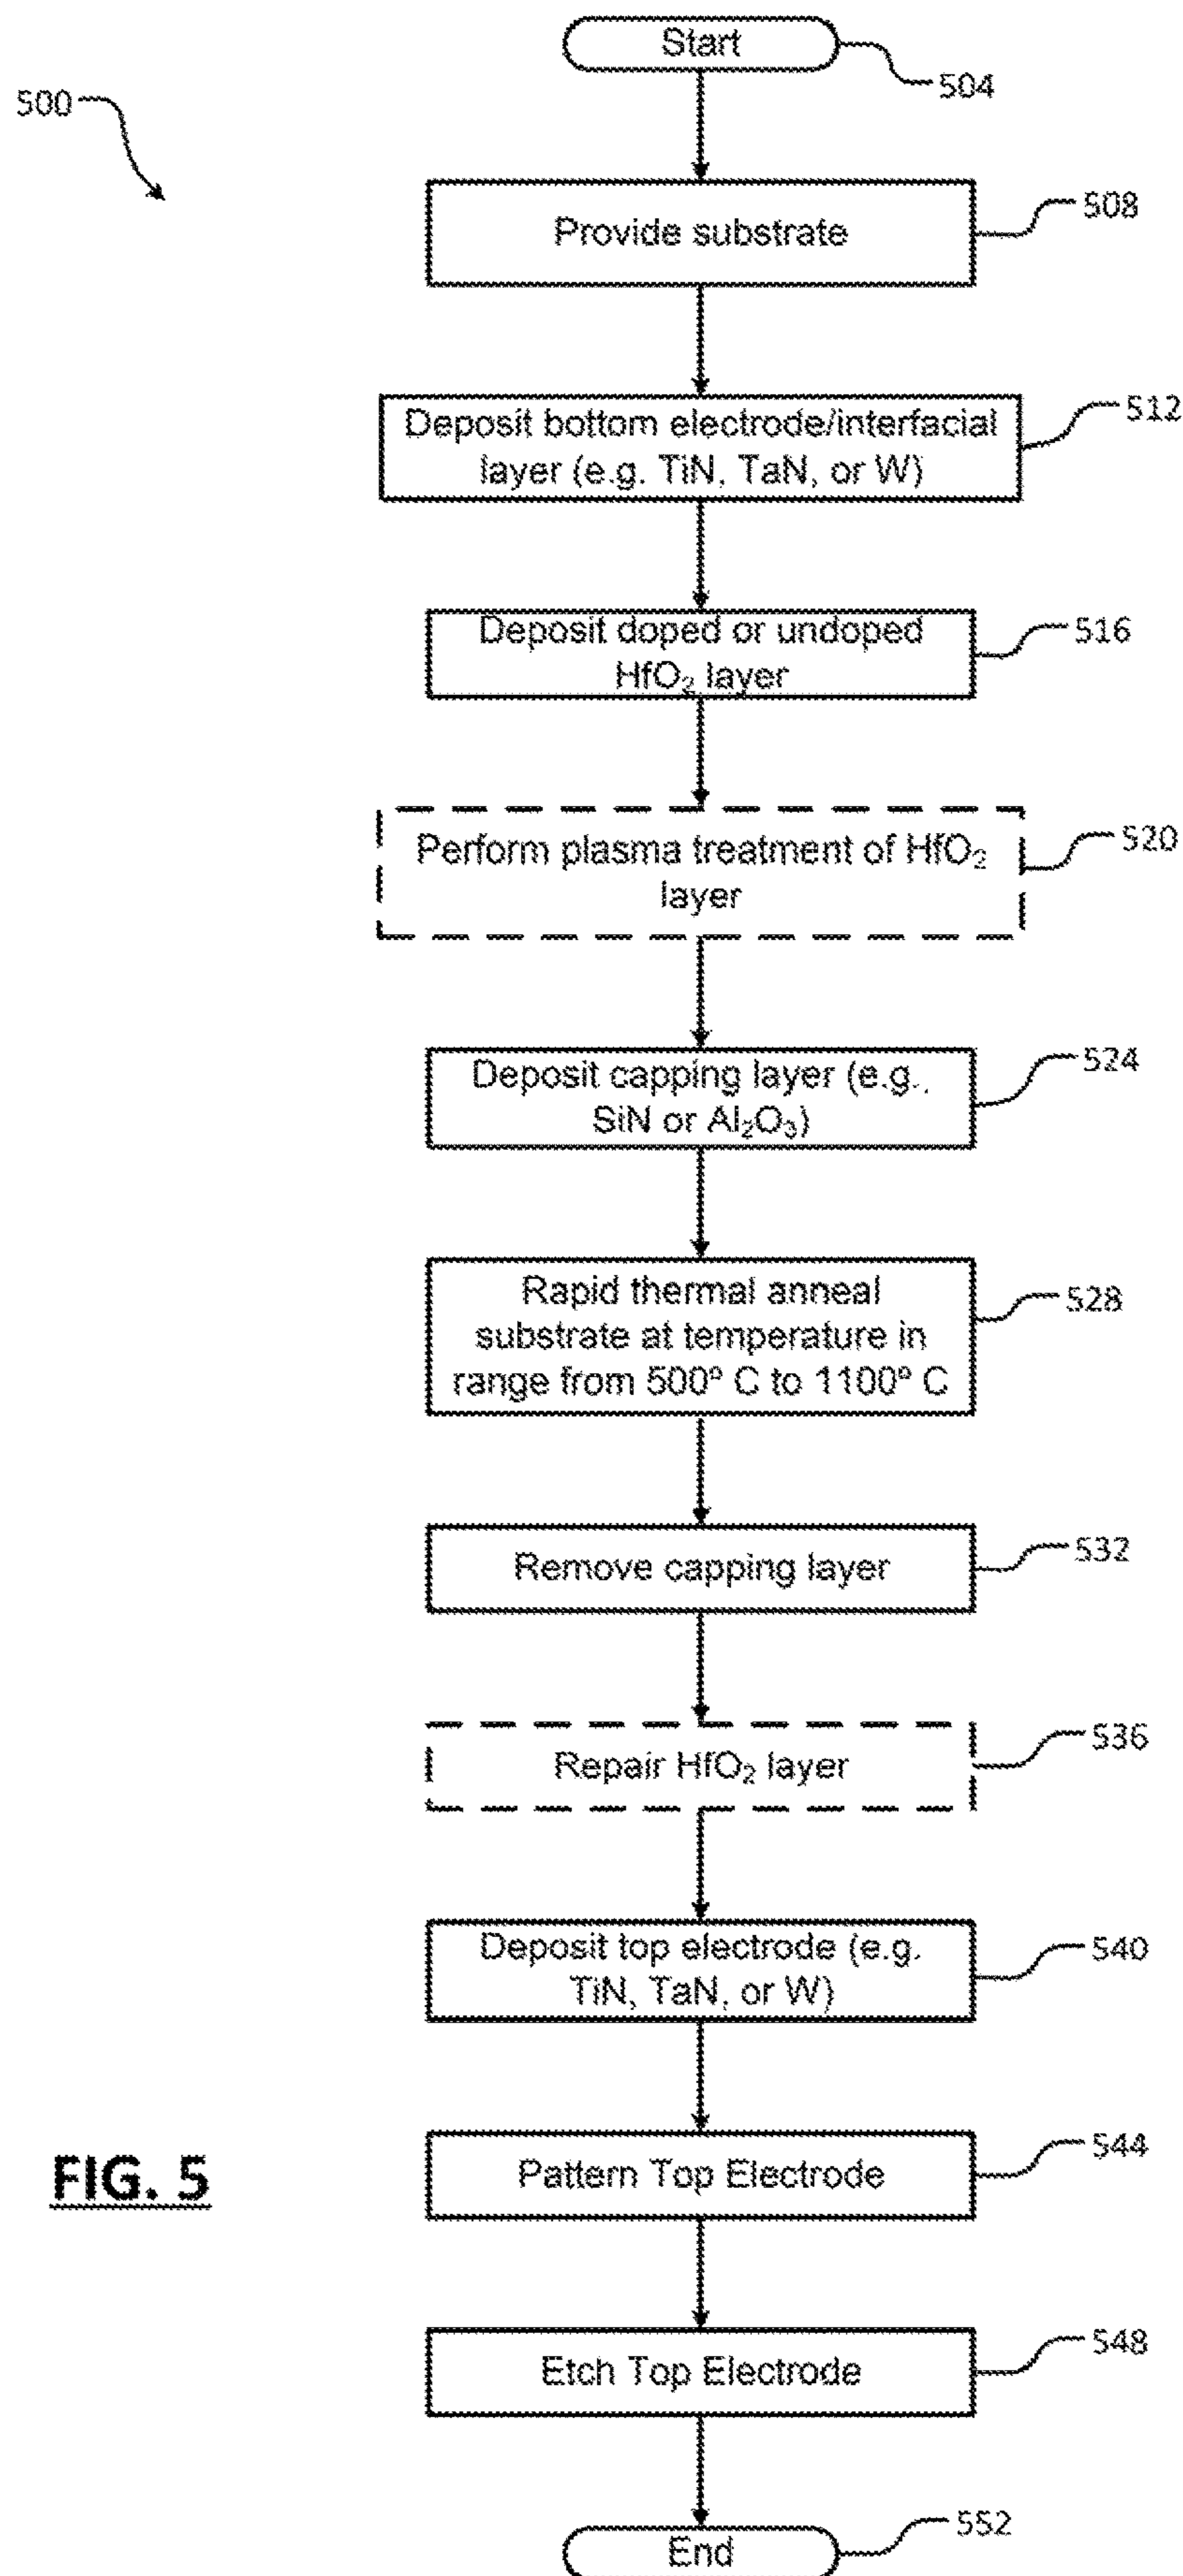 Start
504
500
Provide substrate
508
Deposit bottom electrode/interfacial
layer (e.g. TiN, TaN, or W)
512
Deposit doped or undoped
HfO₂ layer
516
Perform plasma treatment of HfO₂
layer
520
Deposit capping layer (e.g.,
SiN or Al₂O₃)
524
Rapid thermal anneal
substrate at temperature in
range from 500º C to 1100º C
528
Remove capping layer
532
Repair HfO₂ layer
536
Deposit top electrode (e.g.
TiN, TaN, or W)
540
Pattern Top Electrode
544
FIG. 5
Etch Top Electrode
548
End
552